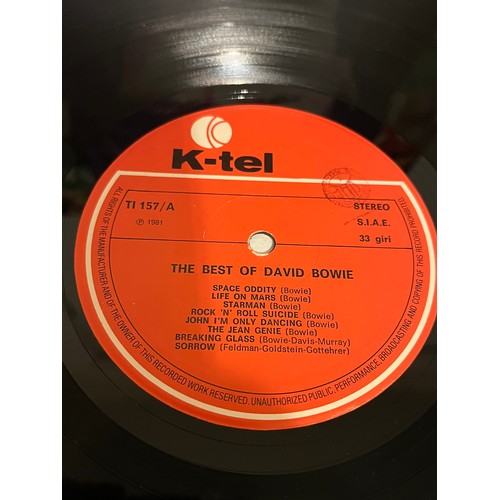 K-tel
TI 157/A
STEREO
℗ 1981
S.I.A.E.
33 giri
THE BEST OF DAVID BOWIE
SPACE ODDITY (Bowie)
LIFE ON MARS (Bowie)
STARMAN (Bowie)
ROCK 'N' ROLL SUICIDE (Bowie)
JOHN I'M ONLY DANCING (Bowie)
THE JEAN GENIE (Bowie)
BREAKING GLASS (Bowie-Davis-Murray)
SORROW (Feldman-Goldstein-Gottehrer)
ALL RIGHTS OF THE MANUFACTURER AND OF THE OWNER OF THIS RECORDED WORK RESERVED. UNAUTHORIZED PUBLIC, PERFORMANCE, BROADCASTING AND COPYING OF THIS RECORD PROHIBITED.